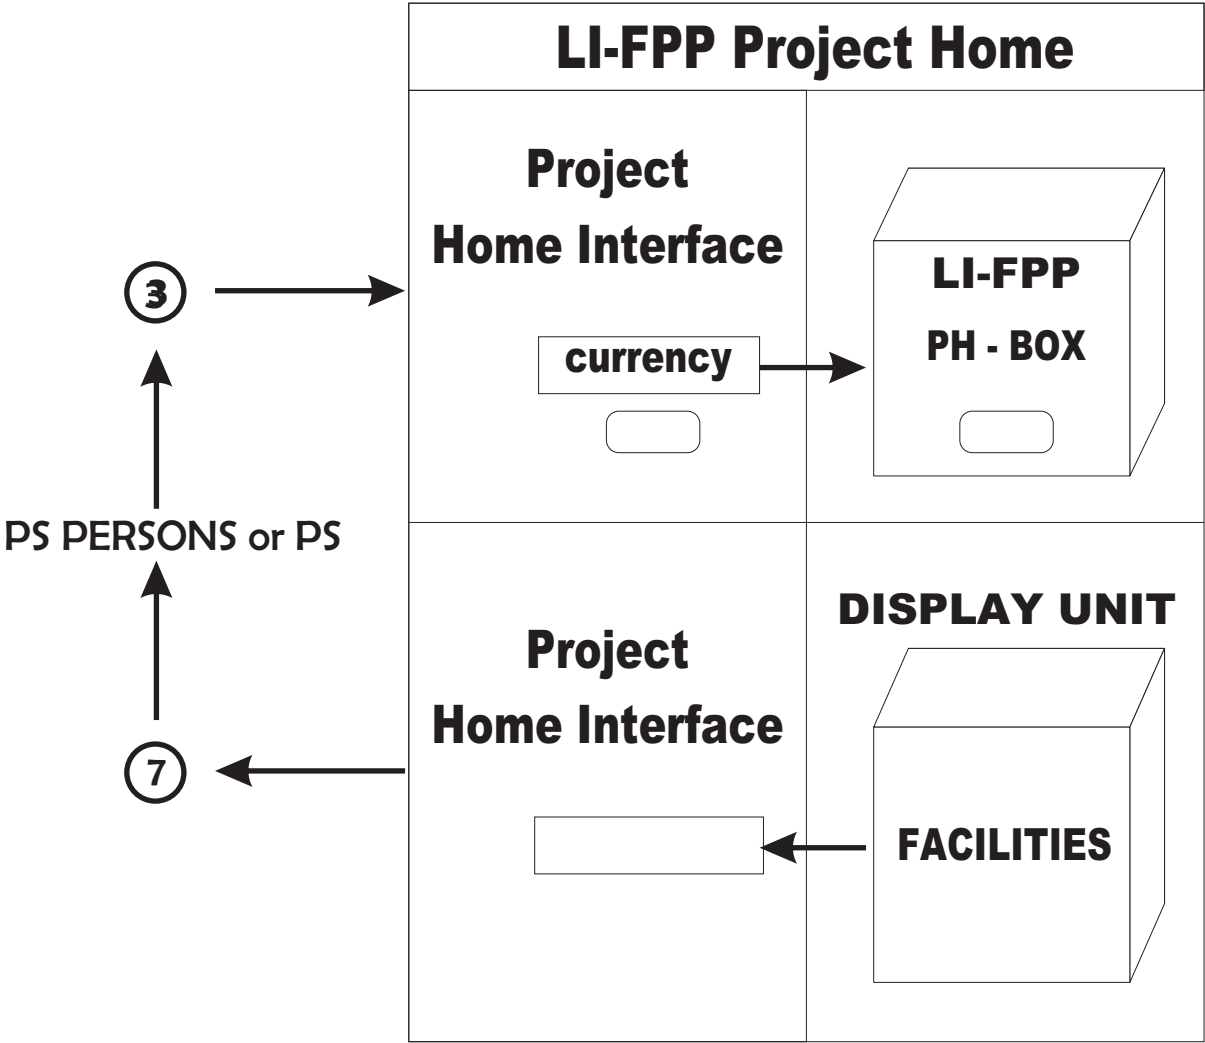 LI-FPP Project Home
Project
Home Interface
LI-FPP
PH - BOX
3
currency
PS PERSONS or PS
DISPLAY UNIT
Project
Home Interface
7
FACILITIES